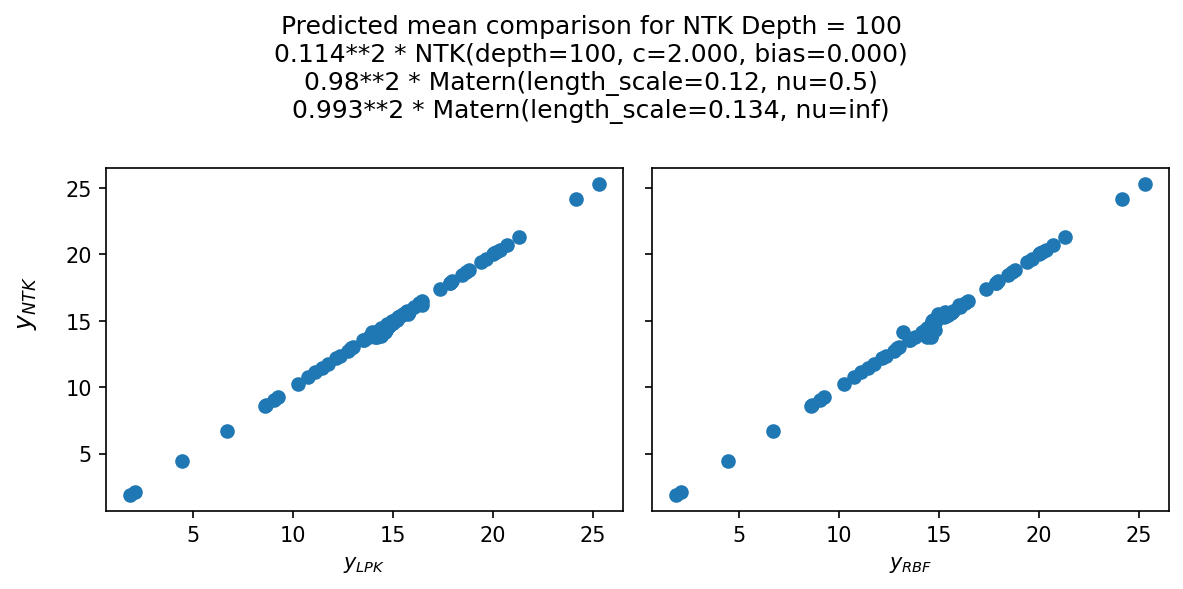 Predicted mean comparison for NTK Depth = 100
0.114**2 * NTK(depth=100, c=2.000, bias=0.000)
0.98**2 * Matern(length_scale=0.12, nu=0.5)
0.993**2 * Matern(length_scale=0.134, nu=inf)
y_NTK
25
20
15
10
5
5 10 15 20 25
5 10 15 20 25
y_LPK
y_RBF